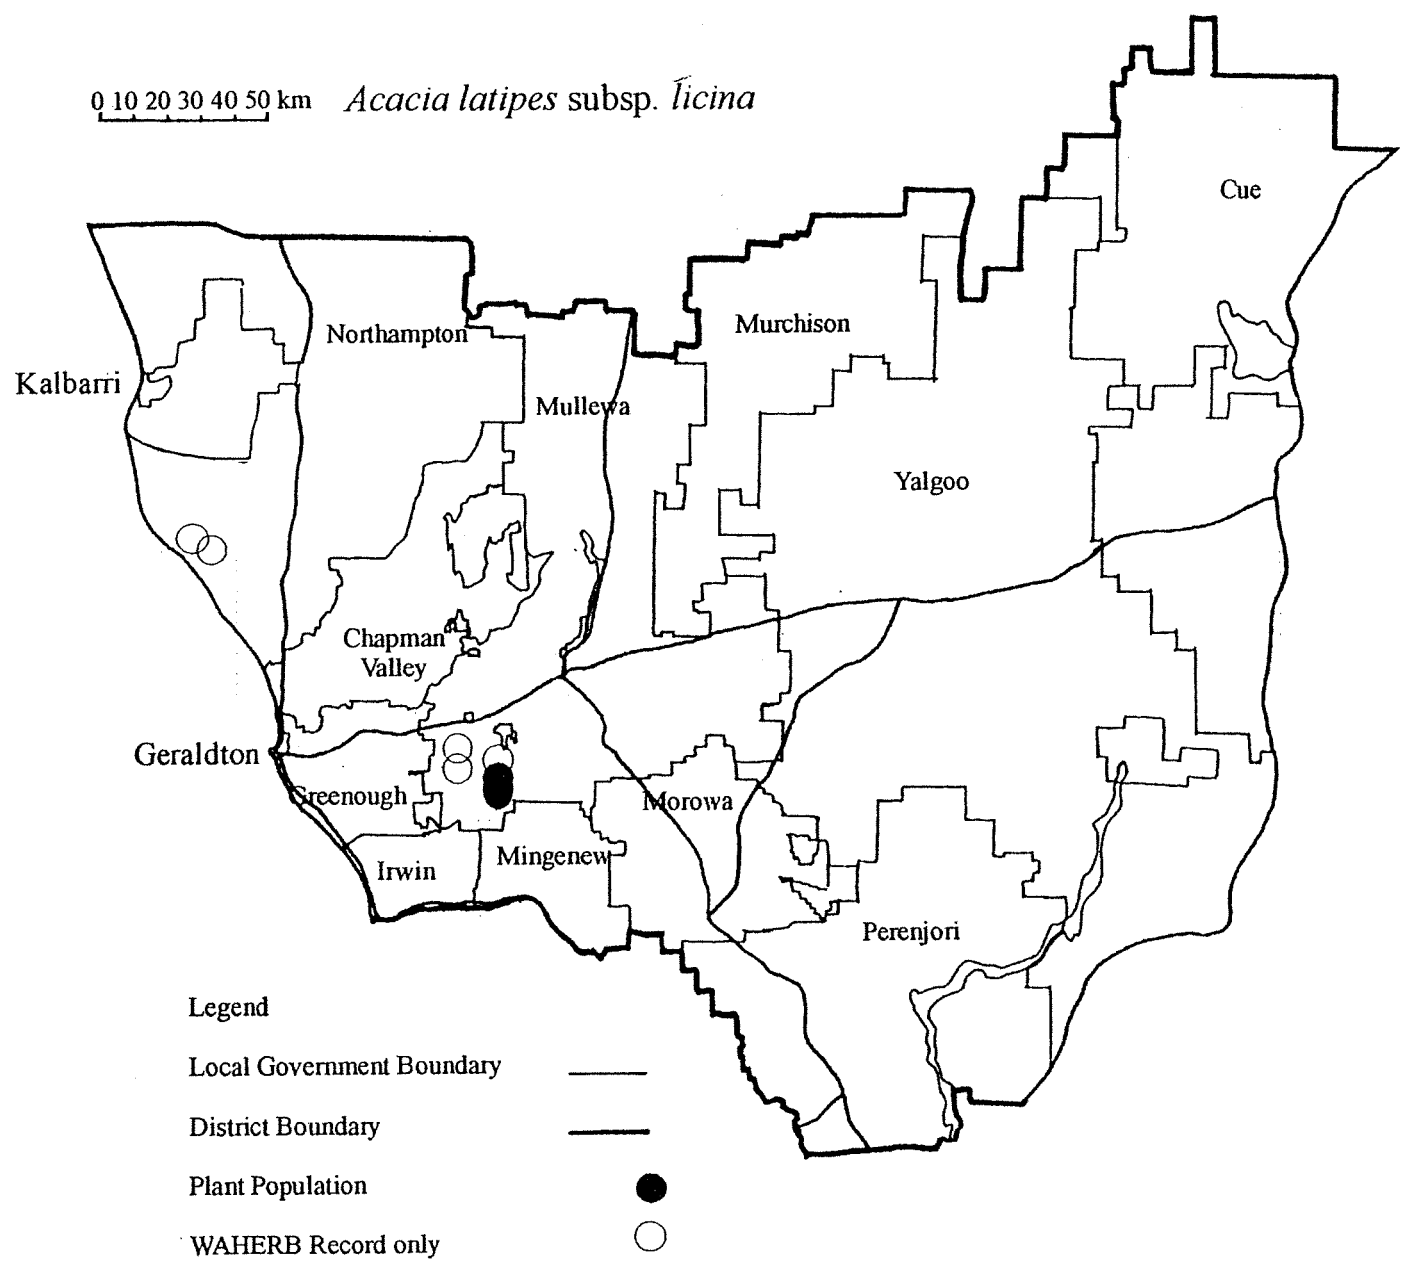 0 10 20 30 40 50 km
Acacia latipes subsp. licina
Cue
Murchison
Northampton
Kalbarri
Mullewa
Yalgoo
Chapman
Valley
Geraldton
Greenough
Morowa
Irwin
Mingenew
Perenjori
Legend
Local Government Boundary
District Boundary
Plant Population
WAHERB Record only